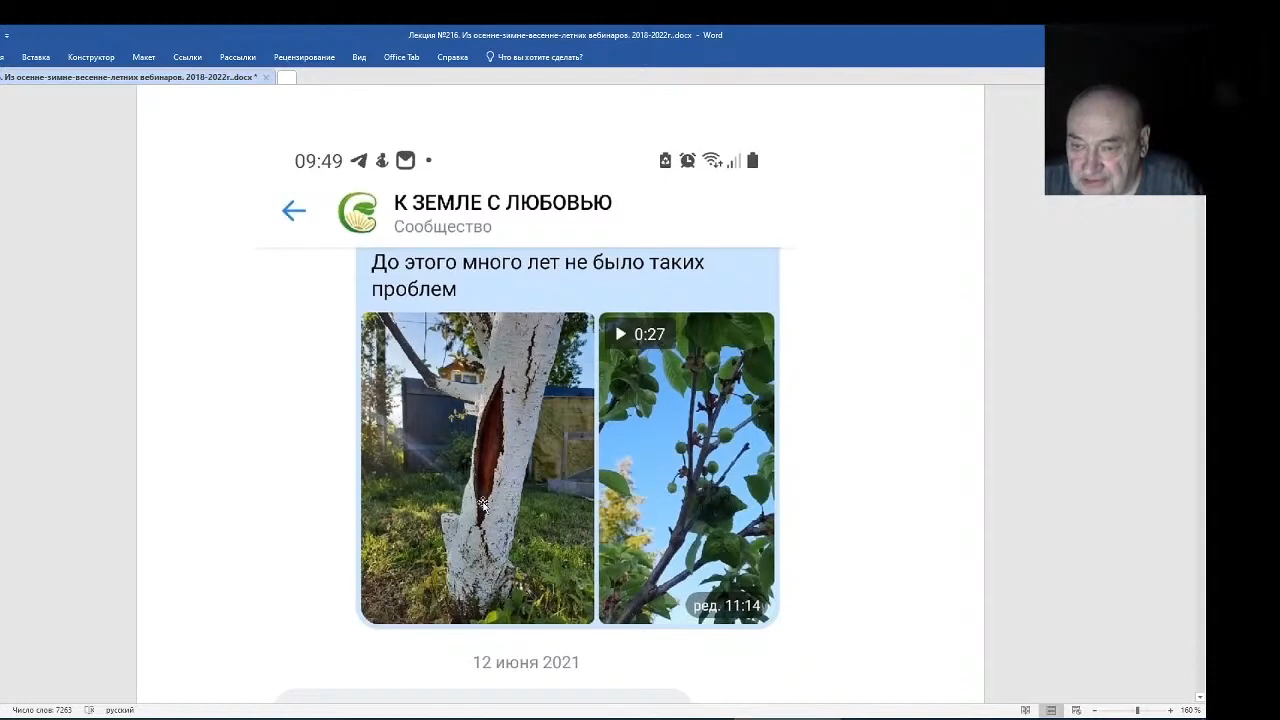 Лекция №216. Из осенне-зимне-весенне-летних вебинаров. 2018-2022г..docx - Word
Вставка Конструктор Макет Ссылки Рассылки Рецензирование Вид Office Tab Справка Что вы хотите сделать?
. Из осенне-зимне-весенне-летних вебинаров. 2018-2022г..docx *
09:49
К ЗЕМЛЕ С ЛЮБОВЬЮ
Сообщество
До этого много лет не было таких
проблем
0:27
ред. 11:14
12 июня 2021
Число слов: 7263 русский 160 %